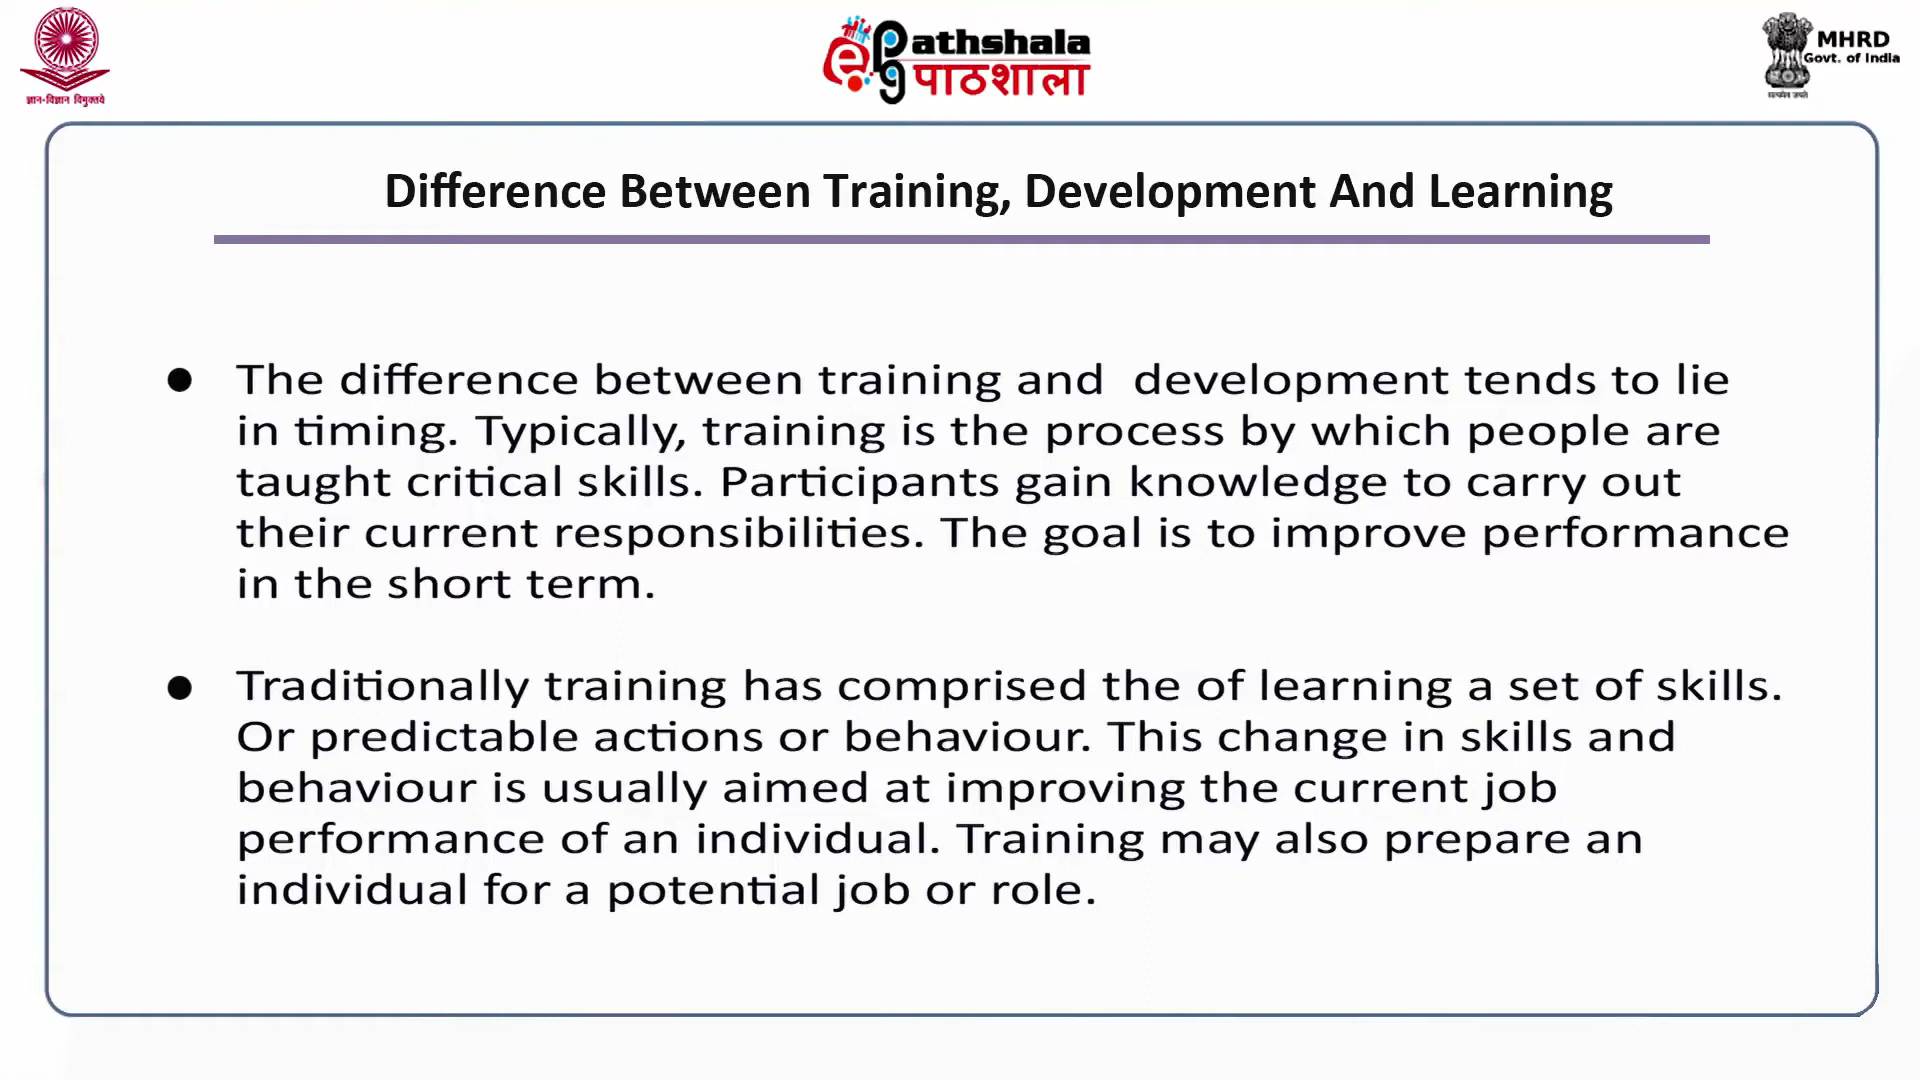 ज्ञान-विज्ञान विमुक्तये
e PG athshala
पाठशाला
MHRD
Govt. of India
सत्यमेव जयते
Difference Between Training, Development And Learning
● The difference between training and  development tends to lie
in timing. Typically, training is the process by which people are
taught critical skills. Participants gain knowledge to carry out
their current responsibilities. The goal is to improve performance
in the short term.
● Traditionally training has comprised the of learning a set of skills.
Or predictable actions or behaviour. This change in skills and
behaviour is usually aimed at improving the current job
performance of an individual. Training may also prepare an
individual for a potential job or role.